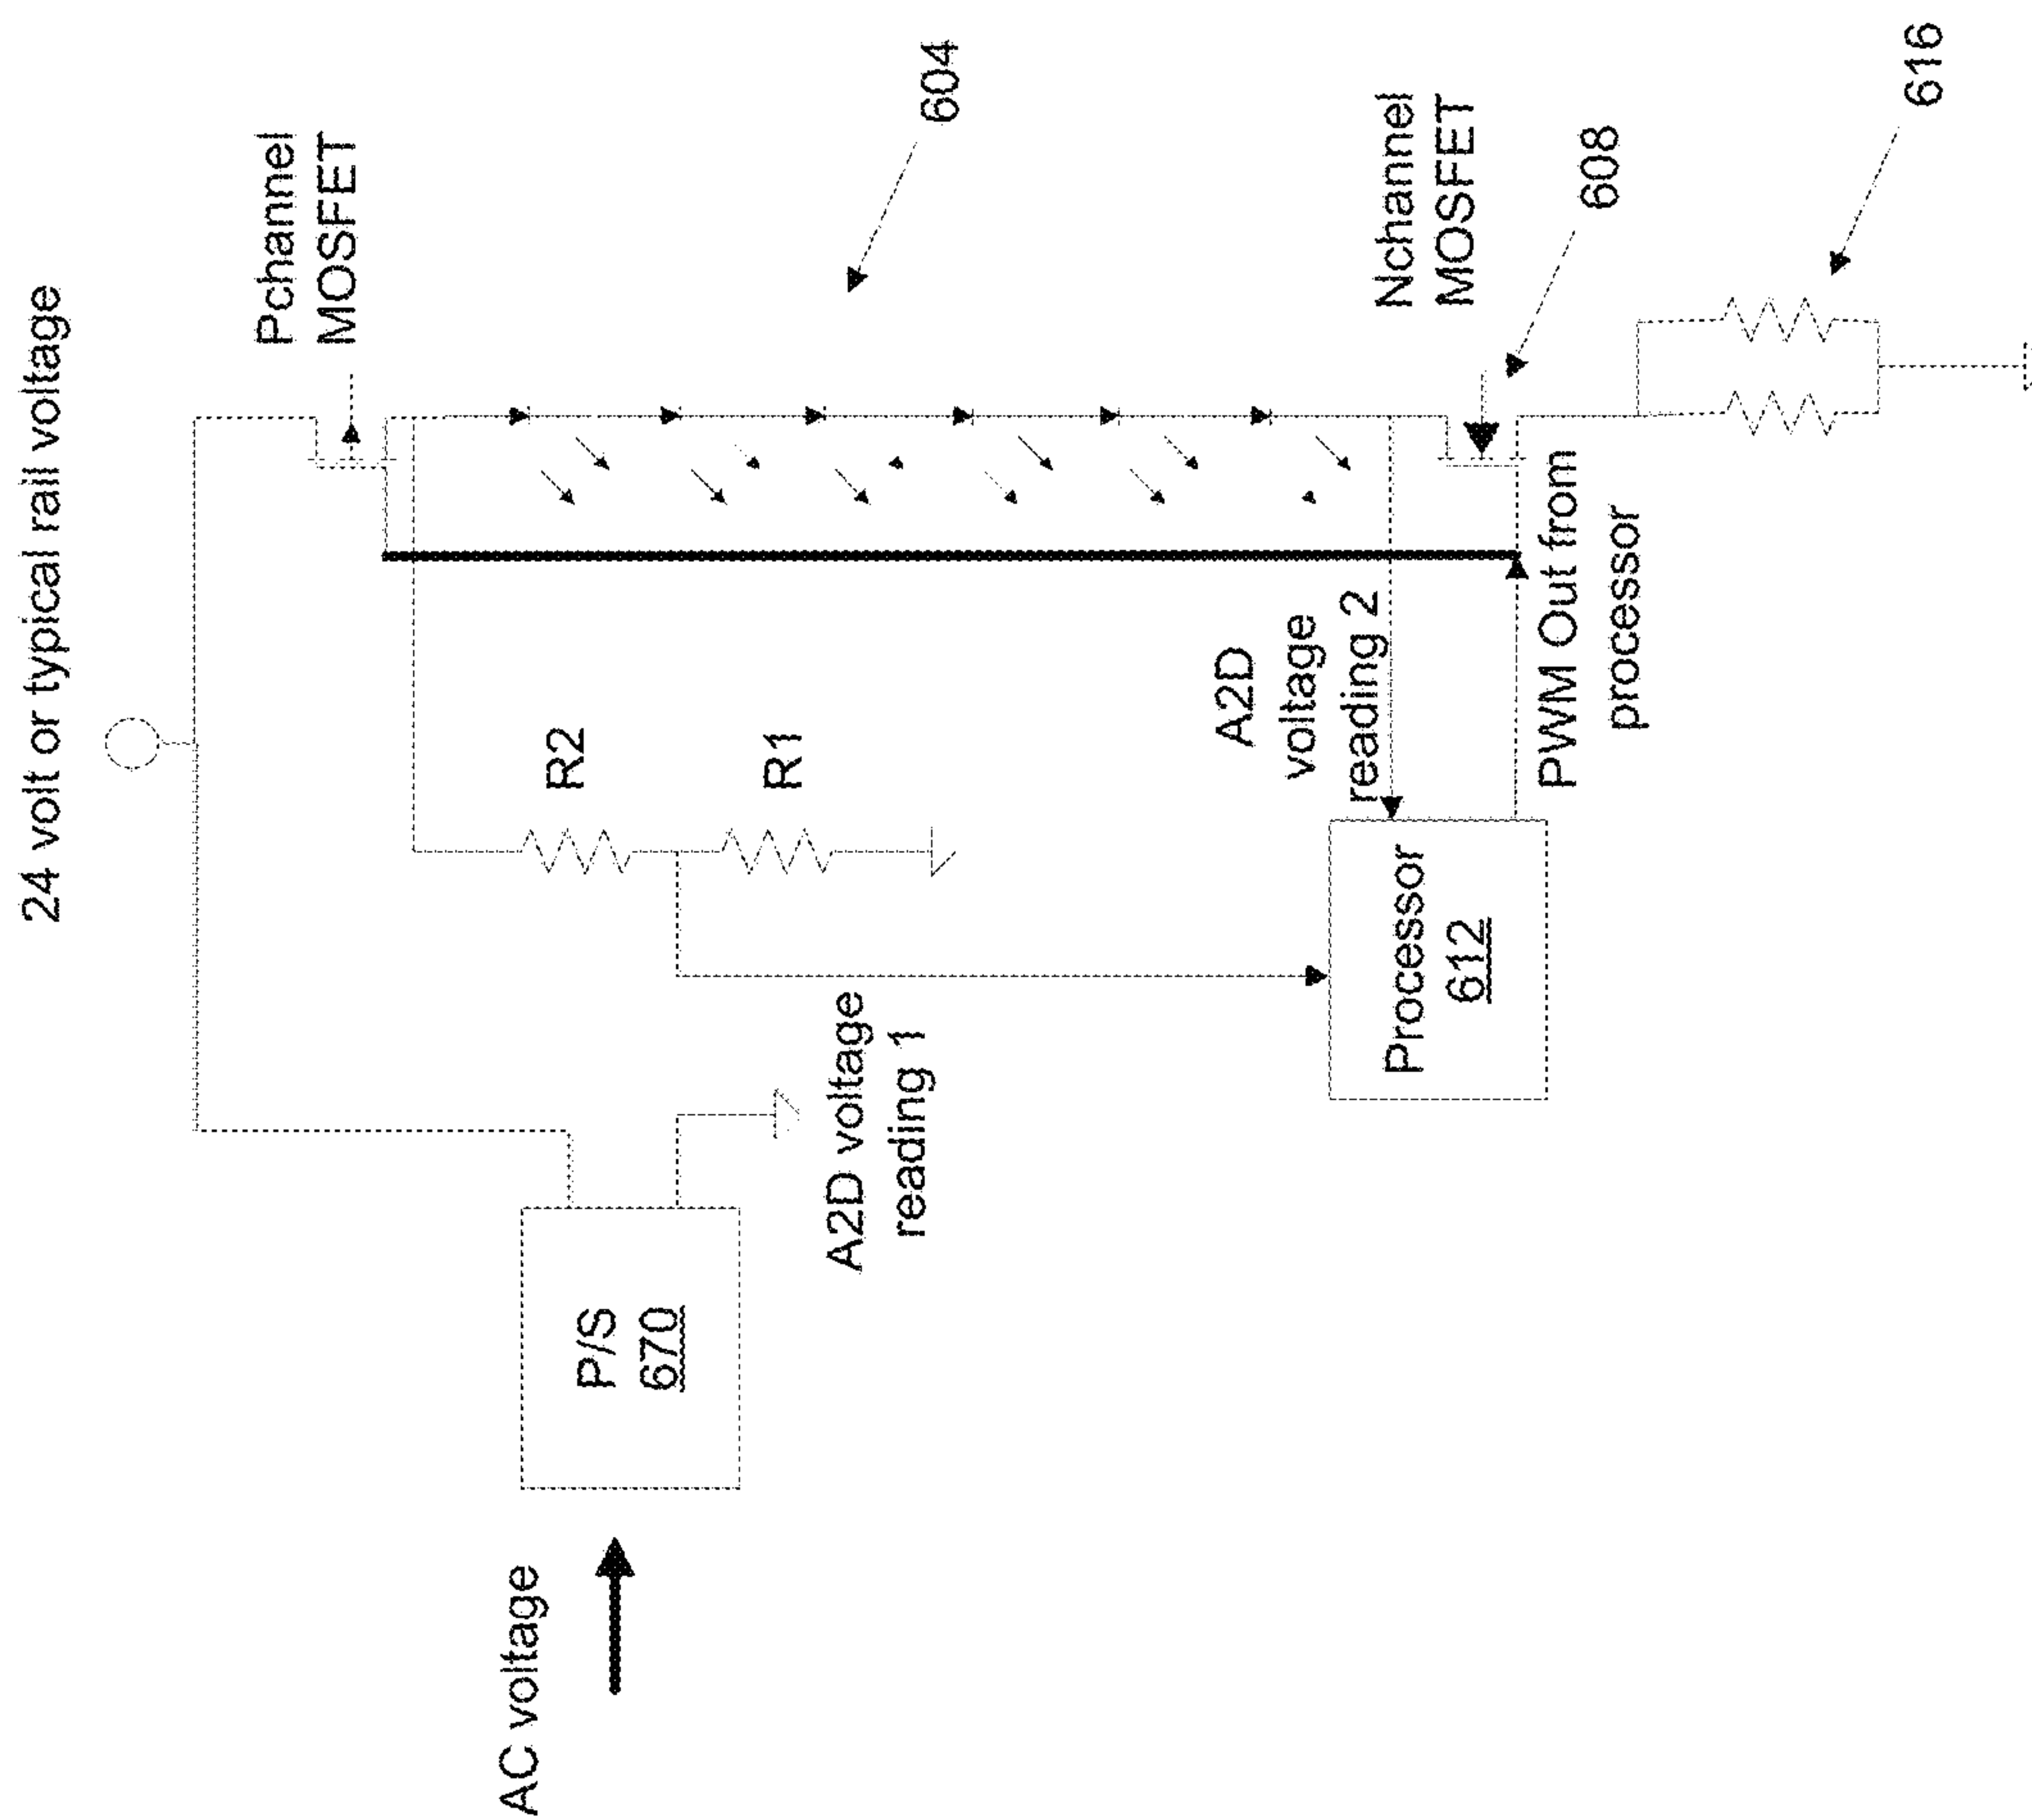 24 volt or typical rail voltage
Pchannel
MOSFET
604
R2
R1
AC voltage
P/S
670
A2D voltage
reading 1
A2D
voltage
reading 2
Nchannel
MOSFET
608
Processor
612
PWM Out from
processor
616